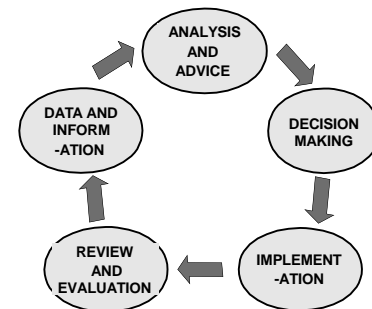 ANALYSIS
AND
ADVICE
DECISION
MAKING
IMPLEMENT
-ATION
REVIEW
AND
EVALUATION
DATA AND
INFORM
-ATION